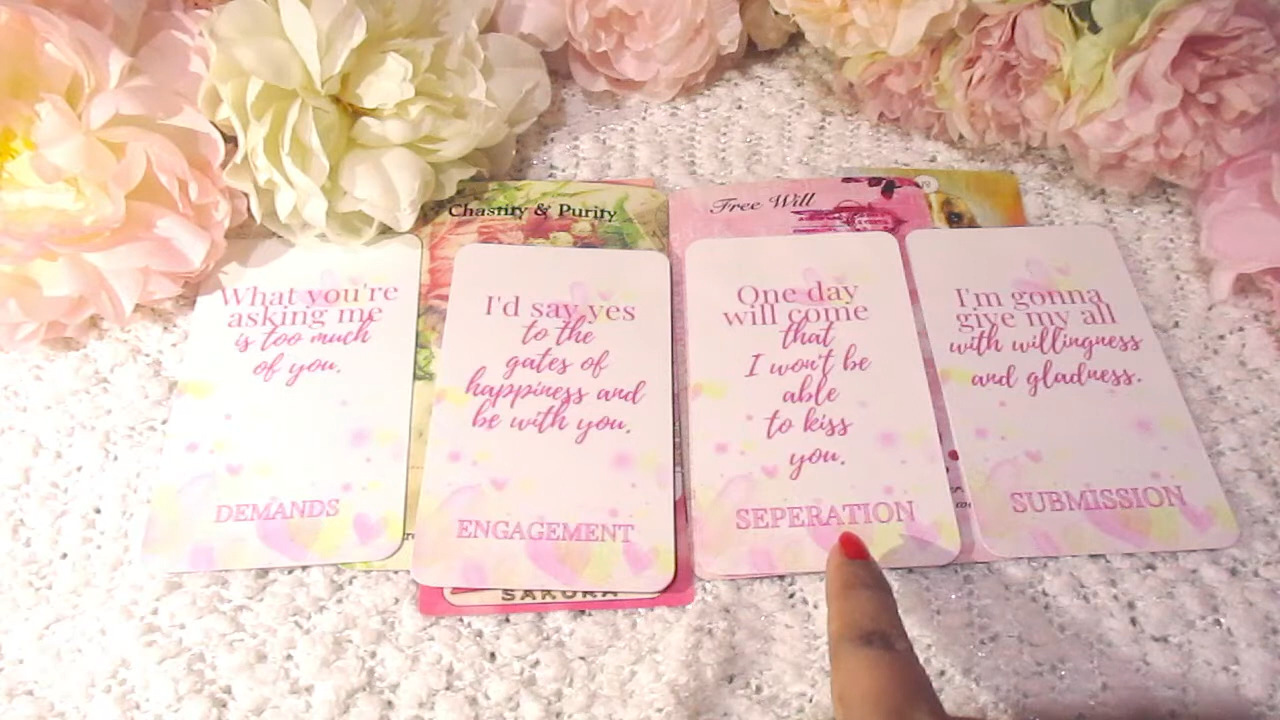 Chastity & Purity
Free Will
What you're
asking me
is too much
of you.
DEMANDS
I'd say yes
to the
gates of
happiness and
be with you.
ENGAGEMENT
SAKURA
One day
will come
that
I won't be
able
to kiss
you.
SEPERATION
I'm gonna
give my all
with willingness
and gladness.
SUBMISSION